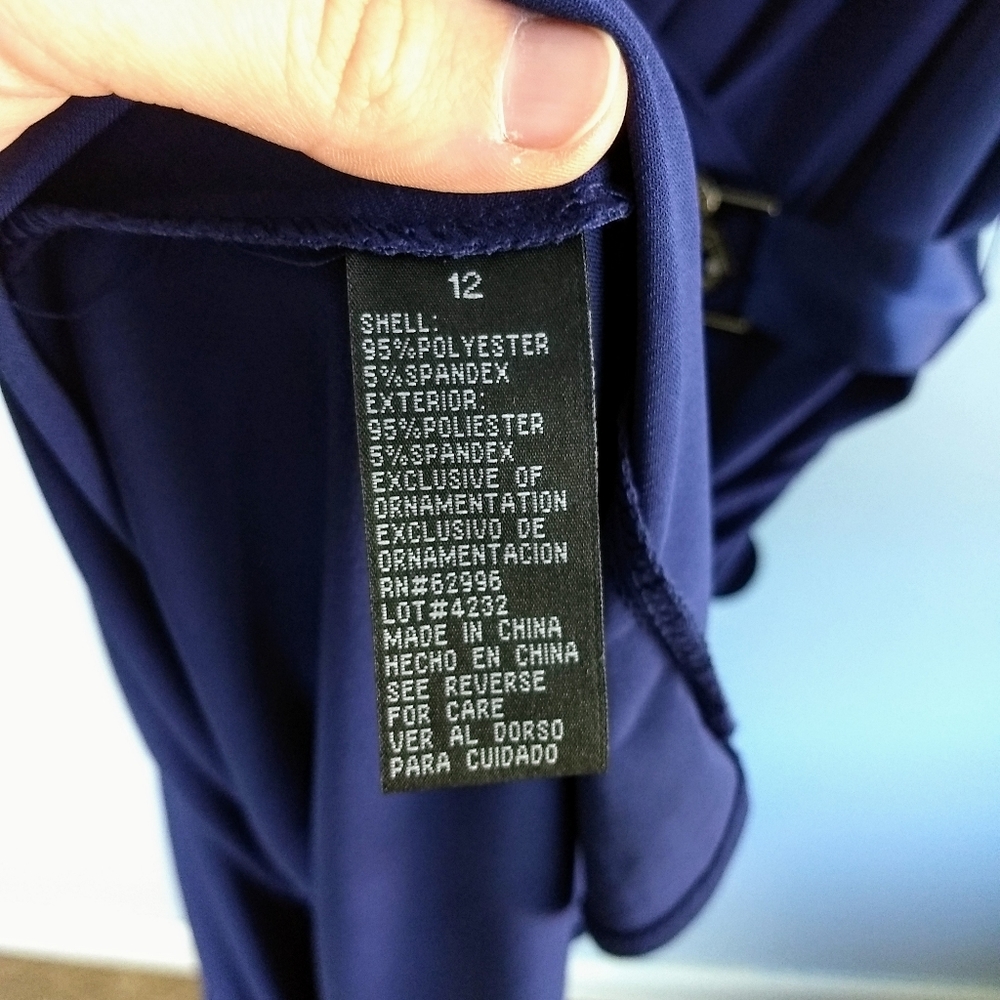 12
SHELL:
95%POLYESTER
5%SPANDEX
EXTERIOR:
95%POLIESTER
5%SPANDEX
EXCLUSIVE OF
ORNAMENTATION
EXCLUSIVO DE
ORNAMENTACION
RN#62996
LOT#4232
MADE IN CHINA
HECHO EN CHINA
SEE REVERSE
FOR CARE
VER AL DORSO
PARA CUIDADO